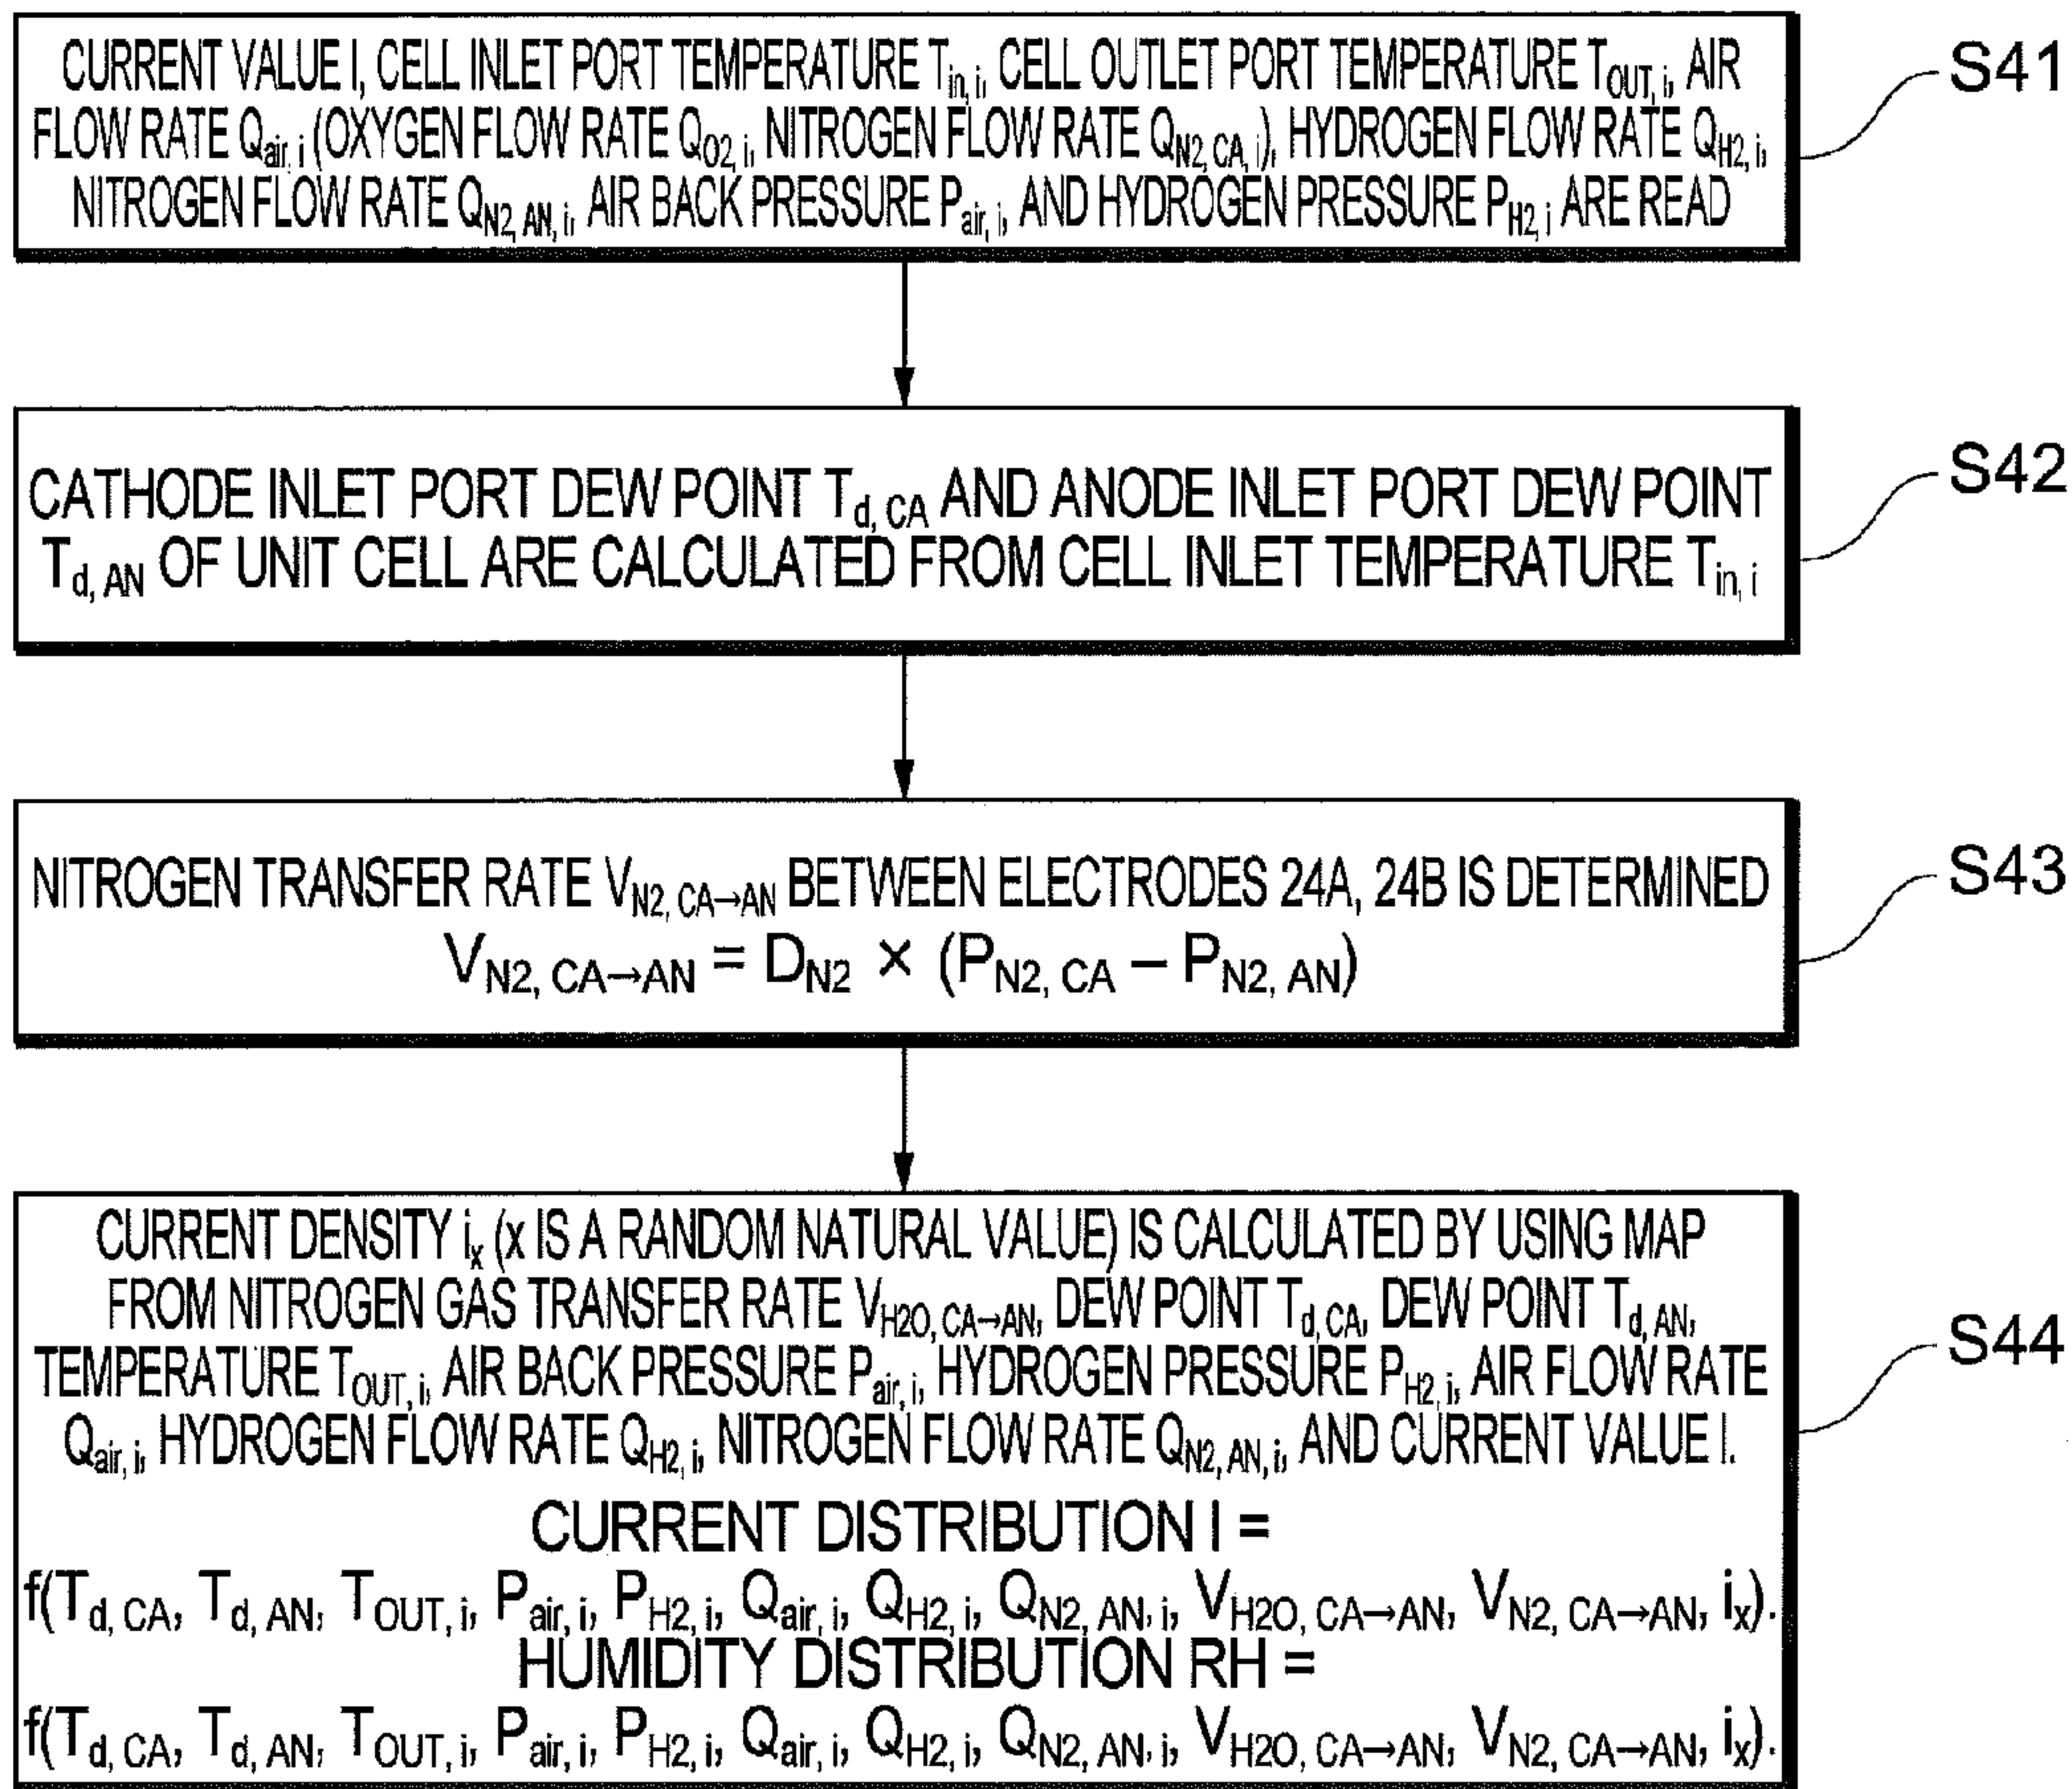 CURRENT VALUE I, CELL INLET PORT TEMPERATURE T_in, i, CELL OUTLET PORT TEMPERATURE T_OUT, i, AIR
FLOW RATE Q_air, i (OXYGEN FLOW RATE Q_O2, i, NITROGEN FLOW RATE Q_N2, CA, i), HYDROGEN FLOW RATE Q_H2, i,
NITROGEN FLOW RATE Q_N2, AN, i, AIR BACK PRESSURE P_air, i, AND HYDROGEN PRESSURE P_H2, i ARE READ
S41
CATHODE INLET PORT DEW POINT T_d, CA AND ANODE INLET PORT DEW POINT
T_d, AN OF UNIT CELL ARE CALCULATED FROM CELL INLET TEMPERATURE T_in, i
S42
NITROGEN TRANSFER RATE V_N2, CA→AN BETWEEN ELECTRODES 24A, 24B IS DETERMINED
V_N2, CA→AN = D_N2 × (P_N2, CA – P_N2, AN)
S43
CURRENT DENSITY i_x (x IS A RANDOM NATURAL VALUE) IS CALCULATED BY USING MAP
FROM NITROGEN GAS TRANSFER RATE V_H2O, CA→AN, DEW POINT T_d, CA, DEW POINT T_d, AN,
TEMPERATURE T_OUT, i, AIR BACK PRESSURE P_air, i, HYDROGEN PRESSURE P_H2, i, AIR FLOW RATE
Q_air, i, HYDROGEN FLOW RATE Q_H2, i, NITROGEN FLOW RATE Q_N2, AN, i, AND CURRENT VALUE I.
CURRENT DISTRIBUTION I =
f(T_d, CA, T_d, AN, T_OUT, i, P_air, i, P_H2, i, Q_air, i, Q_H2, i, Q_N2, AN, i, V_H2O, CA→AN, V_N2, CA→AN, i_x).
HUMIDITY DISTRIBUTION RH =
f(T_d, CA, T_d, AN, T_OUT, i, P_air, i, P_H2, i, Q_air, i, Q_H2, i, Q_N2, AN, i, V_H2O, CA→AN, V_N2, CA→AN, i_x).
S44